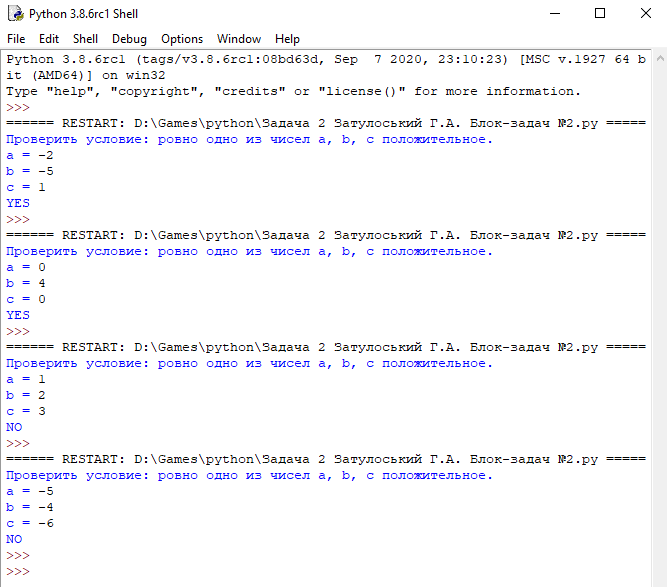 Python 3.8.6rc1 Shell
File Edit Shell Debug Options Window Help
Python 3.8.6rc1 (tags/v3.8.6rc1:08bd63d, Sep  7 2020, 23:10:23) [MSC v.1927 64 b
it (AMD64)] on win32
Type "help", "copyright", "credits" or "license()" for more information.
>>>
====== RESTART: D:\Games\python\Задача 2 Затулоський Г.А. Блок-задач №2.py =====
Проверить условие: ровно одно из чисел a, b, c положительное.
a = -2
b = -5
c = 1
YES
>>>
====== RESTART: D:\Games\python\Задача 2 Затулоський Г.А. Блок-задач №2.py =====
Проверить условие: ровно одно из чисел a, b, c положительное.
a = 0
b = 4
c = 0
YES
>>>
====== RESTART: D:\Games\python\Задача 2 Затулоський Г.А. Блок-задач №2.py =====
Проверить условие: ровно одно из чисел a, b, c положительное.
a = 1
b = 2
c = 3
NO
>>>
====== RESTART: D:\Games\python\Задача 2 Затулоський Г.А. Блок-задач №2.py =====
Проверить условие: ровно одно из чисел a, b, c положительное.
a = -5
b = -4
c = -6
NO
>>>
>>>